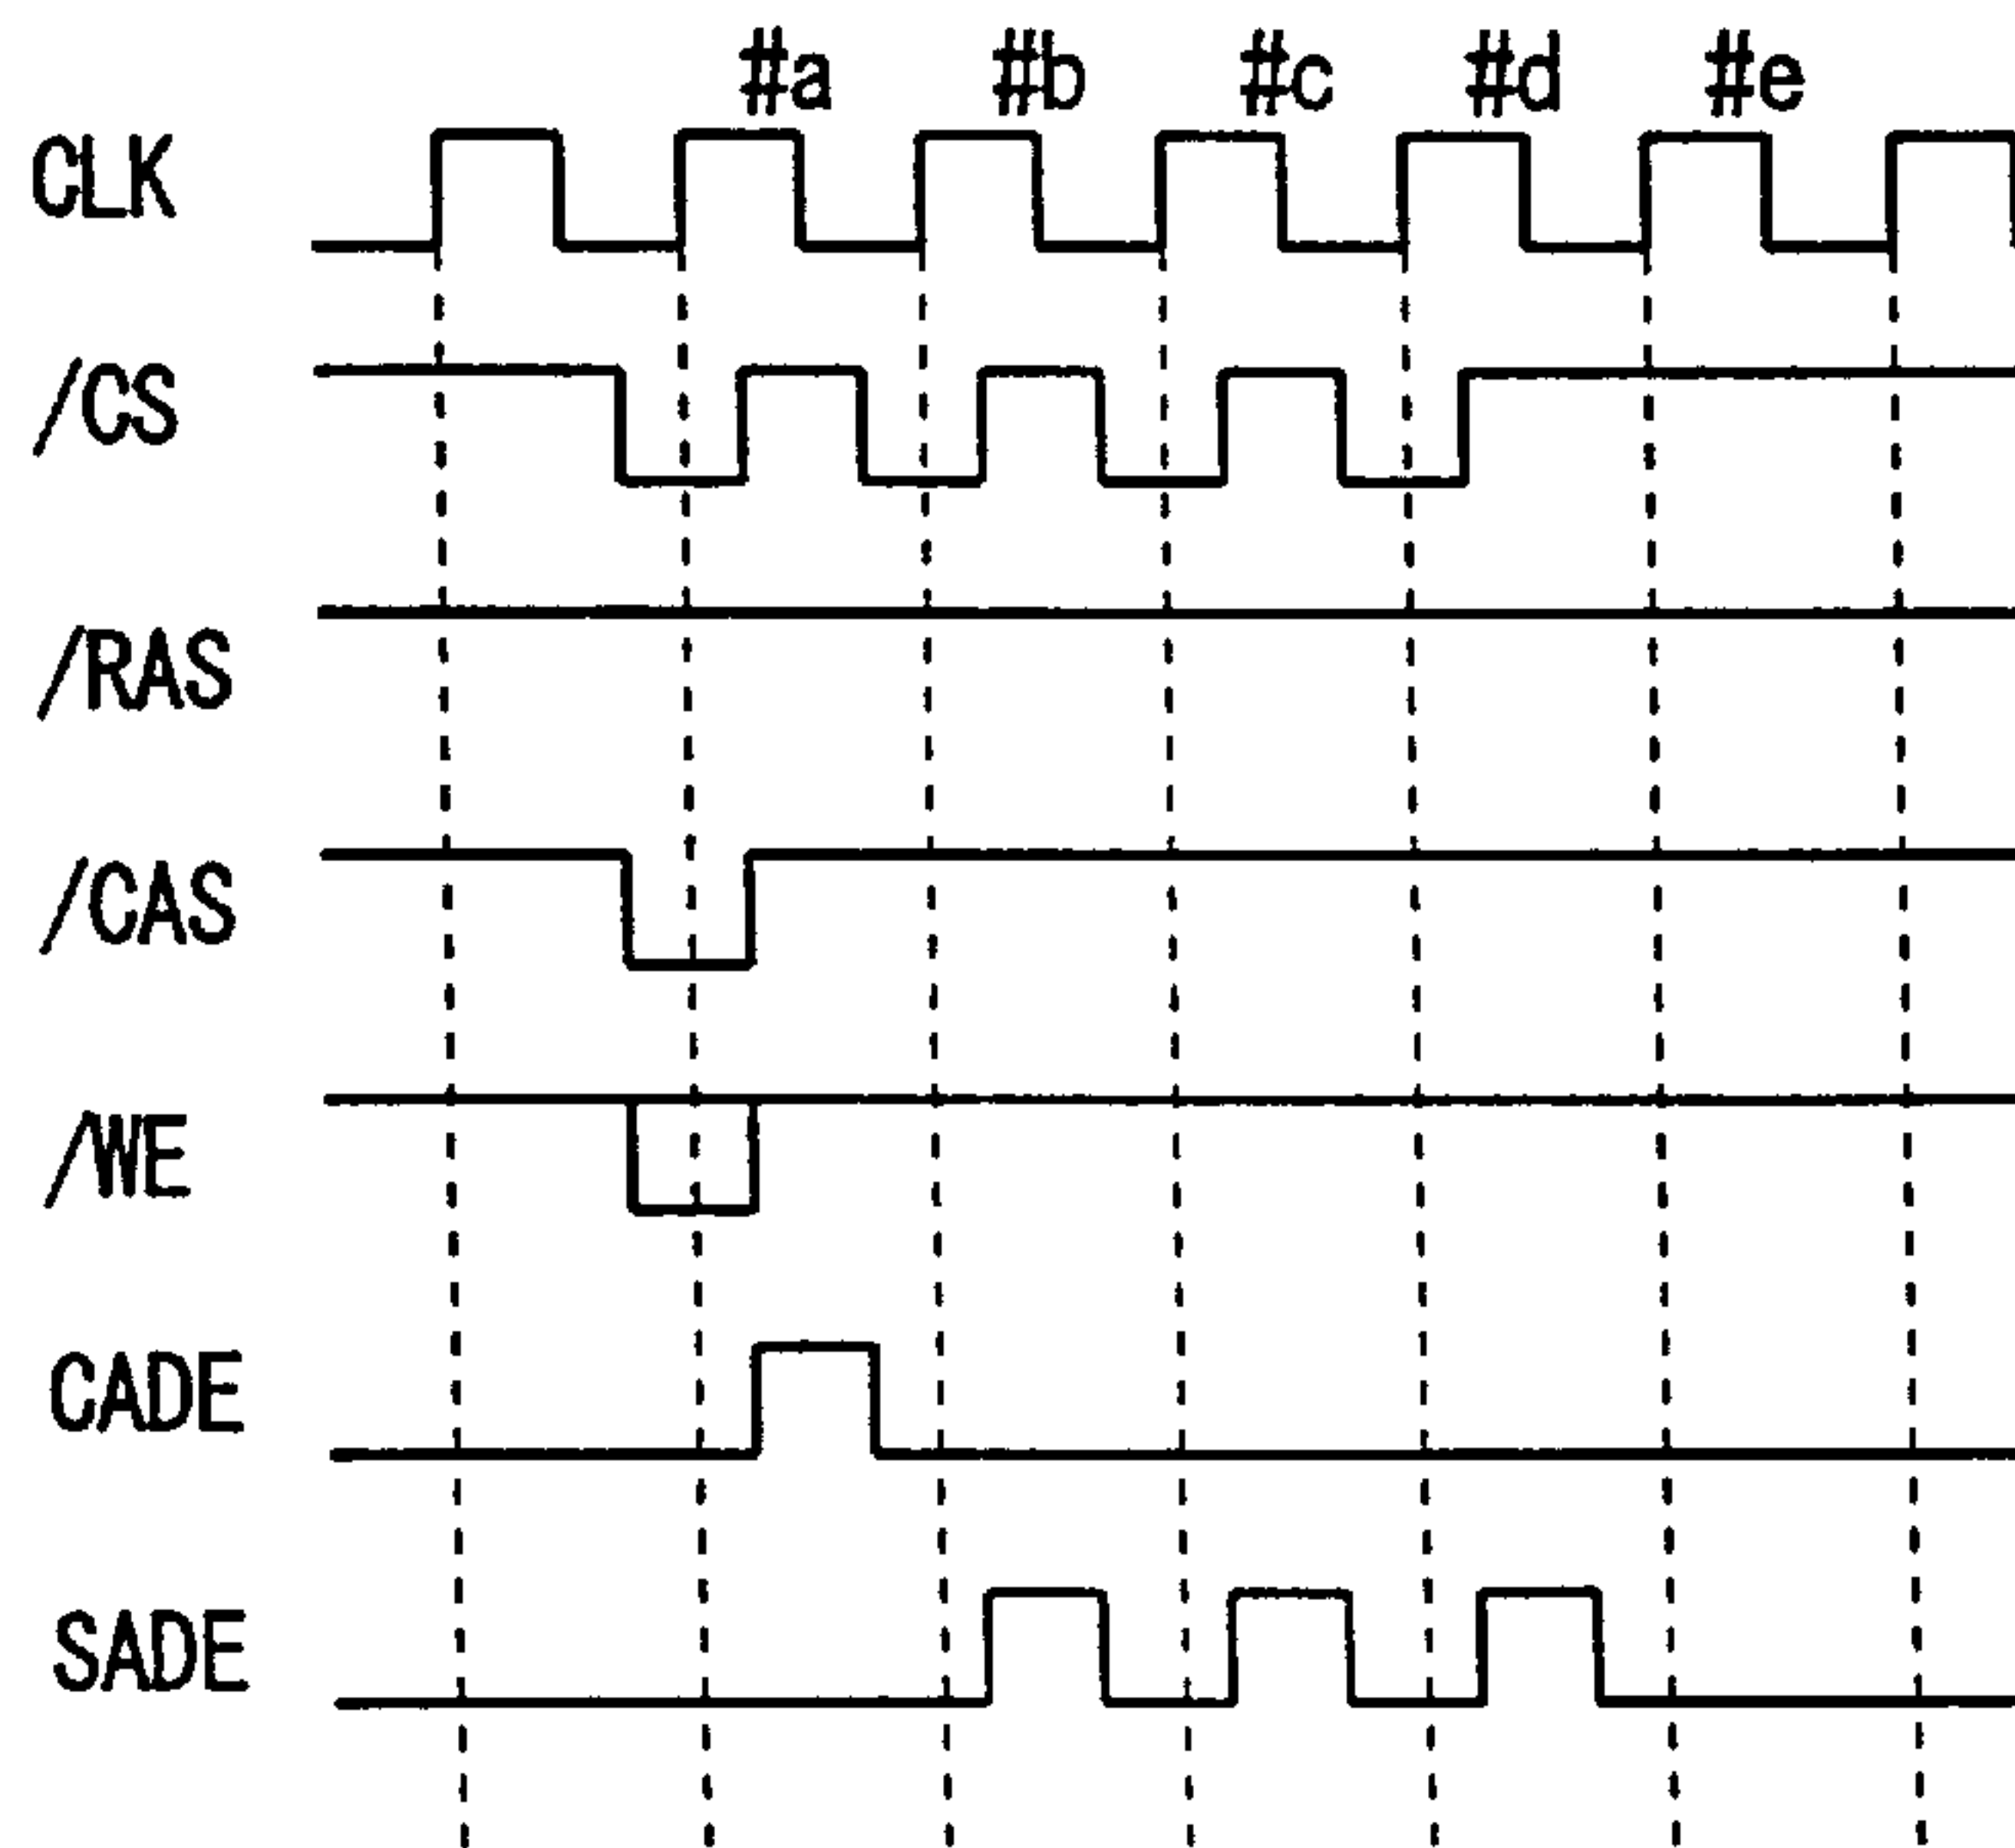 #a #b #c #d #e
CLK
/CS
/RAS
/CAS
/WE
CADE
SADE